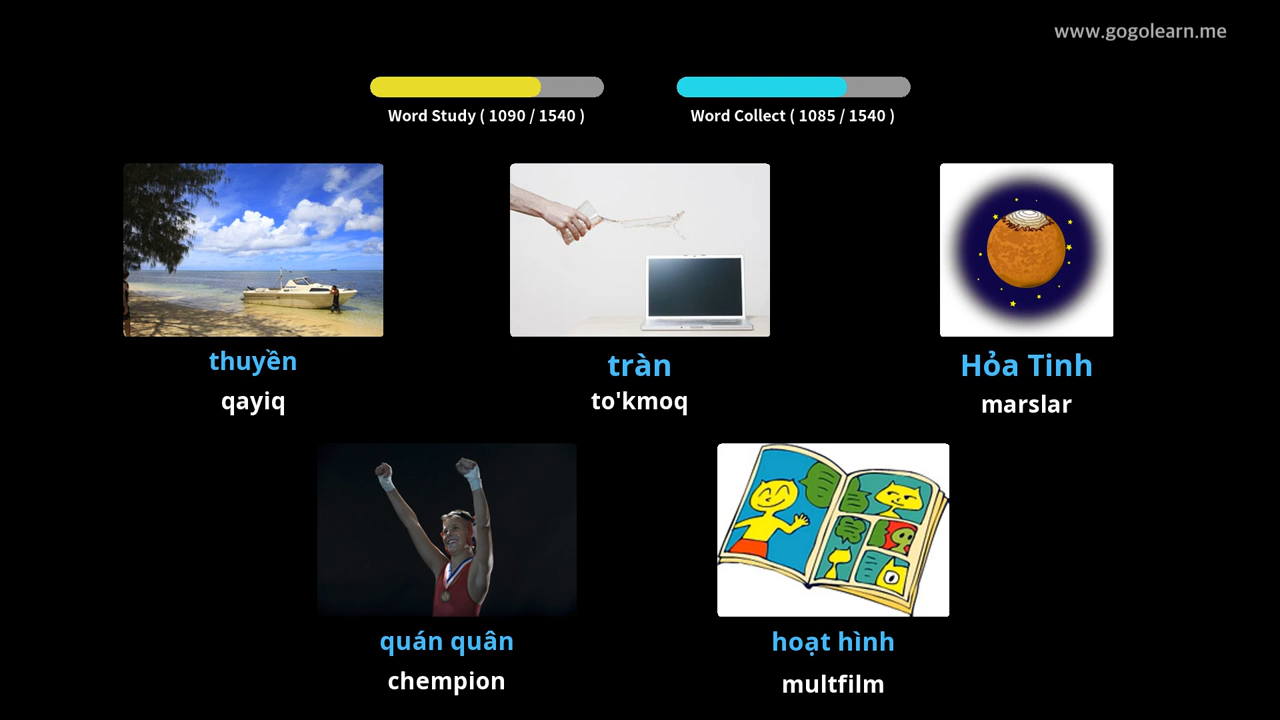 www.gogolearn.me
Word Study ( 1090 / 1540 )
Word Collect ( 1085 / 1540 )
thuyền
qayiq
tràn
to'kmoq
Hỏa Tinh
marslar
quán quân
chempion
hoạt hình
multfilm